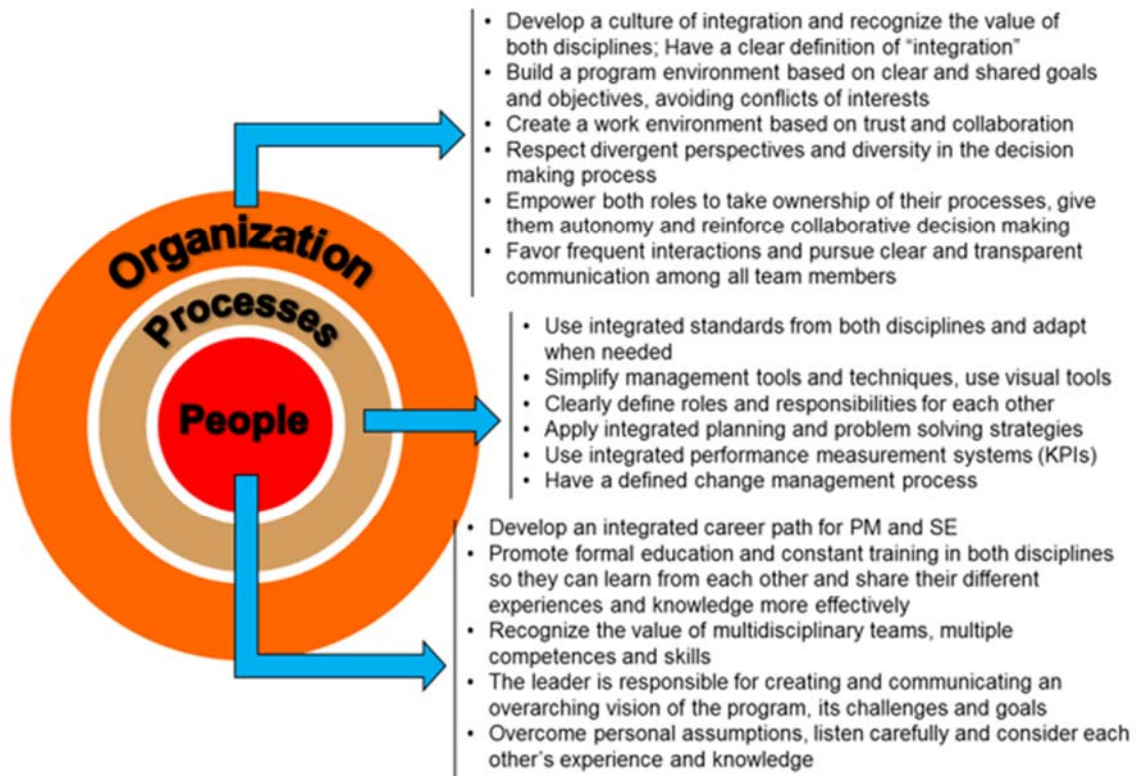 • Develop a culture of integration and recognize the value of
both disciplines; Have a clear definition of “integration”
• Build a program environment based on clear and shared goals
and objectives, avoiding conflicts of interests
• Create a work environment based on trust and collaboration
• Respect divergent perspectives and diversity in the decision
making process
• Empower both roles to take ownership of their processes, give
them autonomy and reinforce collaborative decision making
• Favor frequent interactions and pursue clear and transparent
communication among all team members
Organization
Processes
People
• Use integrated standards from both disciplines and adapt
when needed
• Simplify management tools and techniques, use visual tools
• Clearly define roles and responsibilities for each other
• Apply integrated planning and problem solving strategies
• Use integrated performance measurement systems (KPIs)
• Have a defined change management process
• Develop an integrated career path for PM and SE
• Promote formal education and constant training in both disciplines
so they can learn from each other and share their different
experiences and knowledge more effectively
• Recognize the value of multidisciplinary teams, multiple
competences and skills
• The leader is responsible for creating and communicating an
overarching vision of the program, its challenges and goals
• Overcome personal assumptions, listen carefully and consider each
other’s experience and knowledge